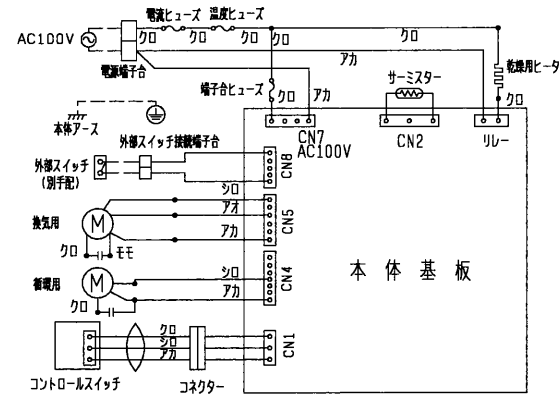 電流ヒューズ 温度ヒューズ
AC100V クロ クロ クロ クロ クロ
電源端子台 アカ
端子台ヒューズ クロ アカ サーミスター 乾燥用ヒータ
クロ
本体アース
CN7 CN2 リレー
AC100V
外部スイッチ接続端子台
外部スイッチ
(別手配)
CN8
シロ
換気用 M アオ CN5
アカ
クロ モモ
循環用 M シロ CN4
アカ
クロ
本体基板
クロ
シロ
アカ
CN1
コントロールスイッチ コネクター